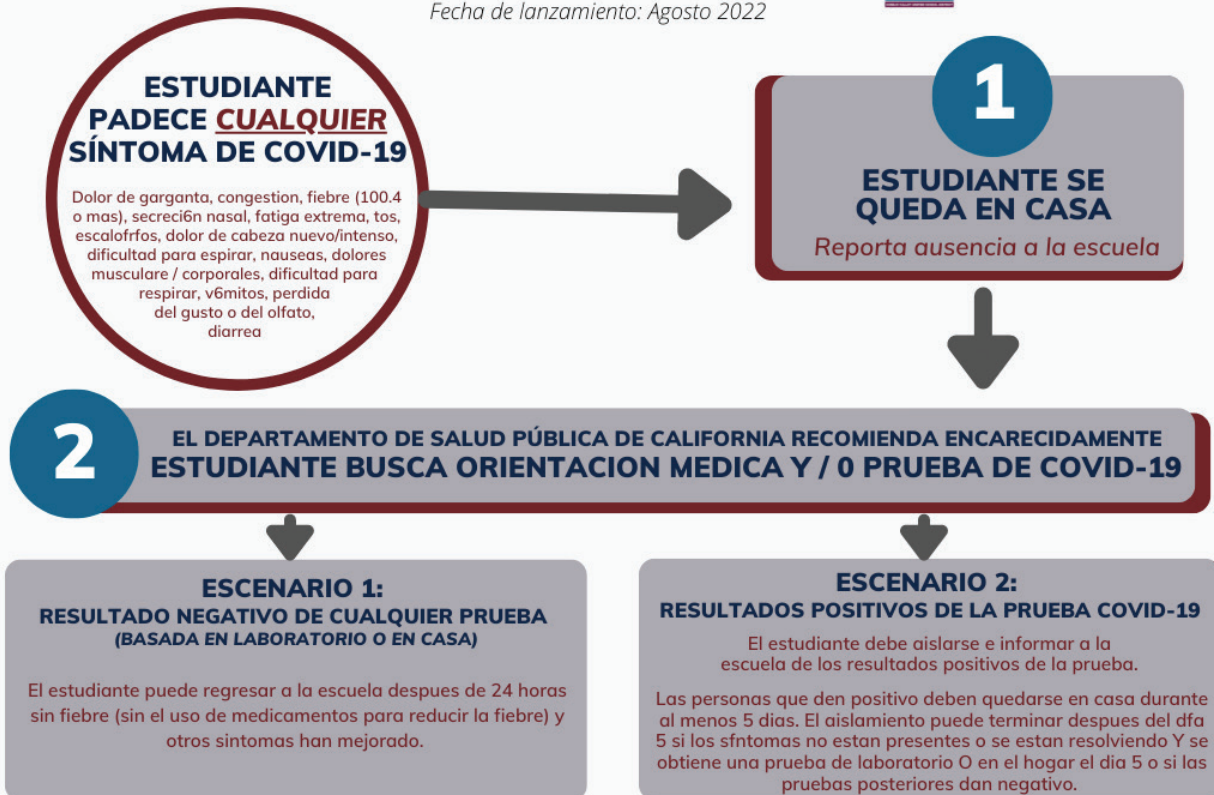 Fecha de lanzamiento: Agosto 2022
ESTUDIANTE
PADECE CUALQUIER
SÍNTOMA DE COVID-19
Dolor de garganta, congestion, fiebre (100.4
o mas), secreci6n nasal, fatiga extrema, tos,
escalofrfos, dolor de cabeza nuevo/intenso,
dificultad para espirar, nauseas, dolores
musculare / corporales, dificultad para
respirar, v6mitos, perdida
del gusto o del olfato,
diarrea
1
ESTUDIANTE SE
QUEDA EN CASA
Reporta ausencia a la escuela
2
EL DEPARTAMENTO DE SALUD PÚBLICA DE CALIFORNIA RECOMIENDA ENCARECIDAMENTE
ESTUDIANTE BUSCA ORIENTACION MEDICA Y / 0 PRUEBA DE COVID-19
ESCENARIO 1:
RESULTADO NEGATIVO DE CUALQUIER PRUEBA
(BASADA EN LABORATORIO O EN CASA)
El estudiante puede regresar a la escuela despues de 24 horas
sin fiebre (sin el uso de medicamentos para reducir la fiebre) y
otros sintomas han mejorado.
ESCENARIO 2:
RESULTADOS POSITIVOS DE LA PRUEBA COVID-19
El estudiante debe aislarse e informar a la
escuela de los resultados positivos de la prueba.
Las personas que den positivo deben quedarse en casa durante
al menos 5 dias. El aislamiento puede terminar despues del dfa
5 si los sfntomas no estan presentes o se estan resolviendo Y se
obtiene una prueba de laboratorio O en el hogar el dia 5 o si las
pruebas posteriores dan negativo.